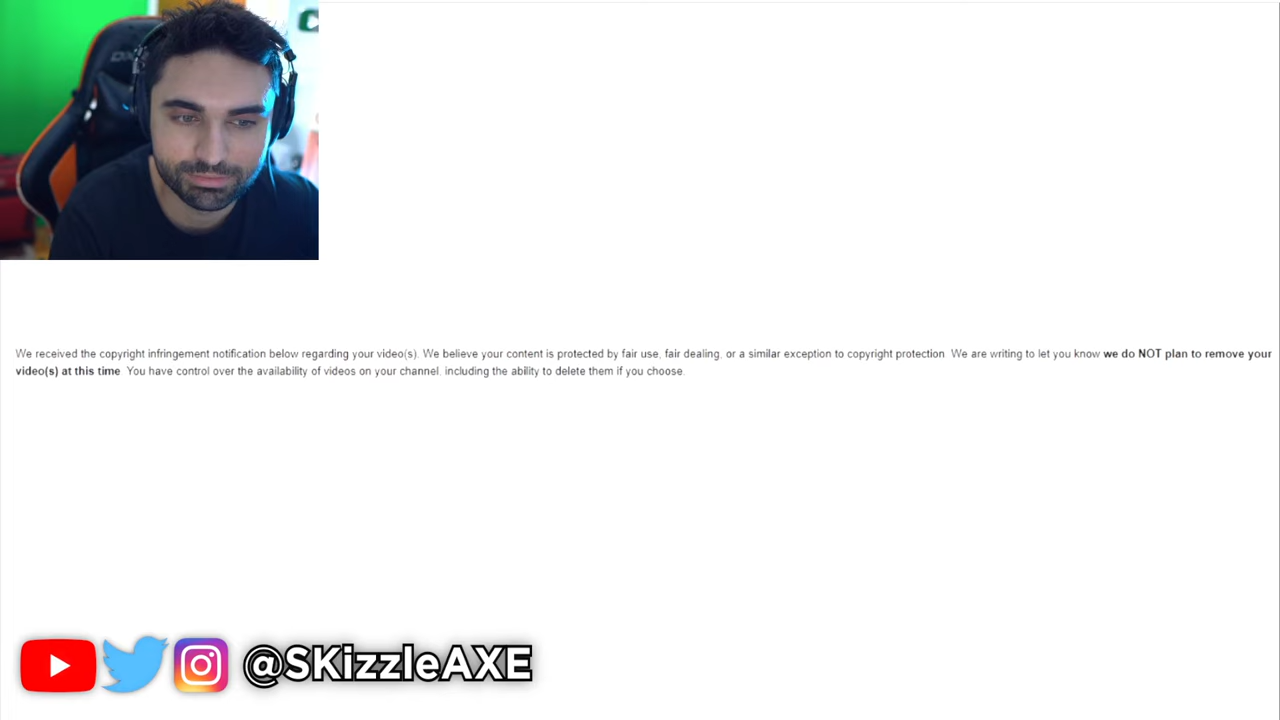 We received the copyright infringement notification below regarding your video(s). We believe your content is protected by fair use, fair dealing, or a similar exception to copyright protection. We are writing to let you know we do NOT plan to remove your
video(s) at this time. You have control over the availability of videos on your channel, including the ability to delete them if you choose.
@SKizzleAXE